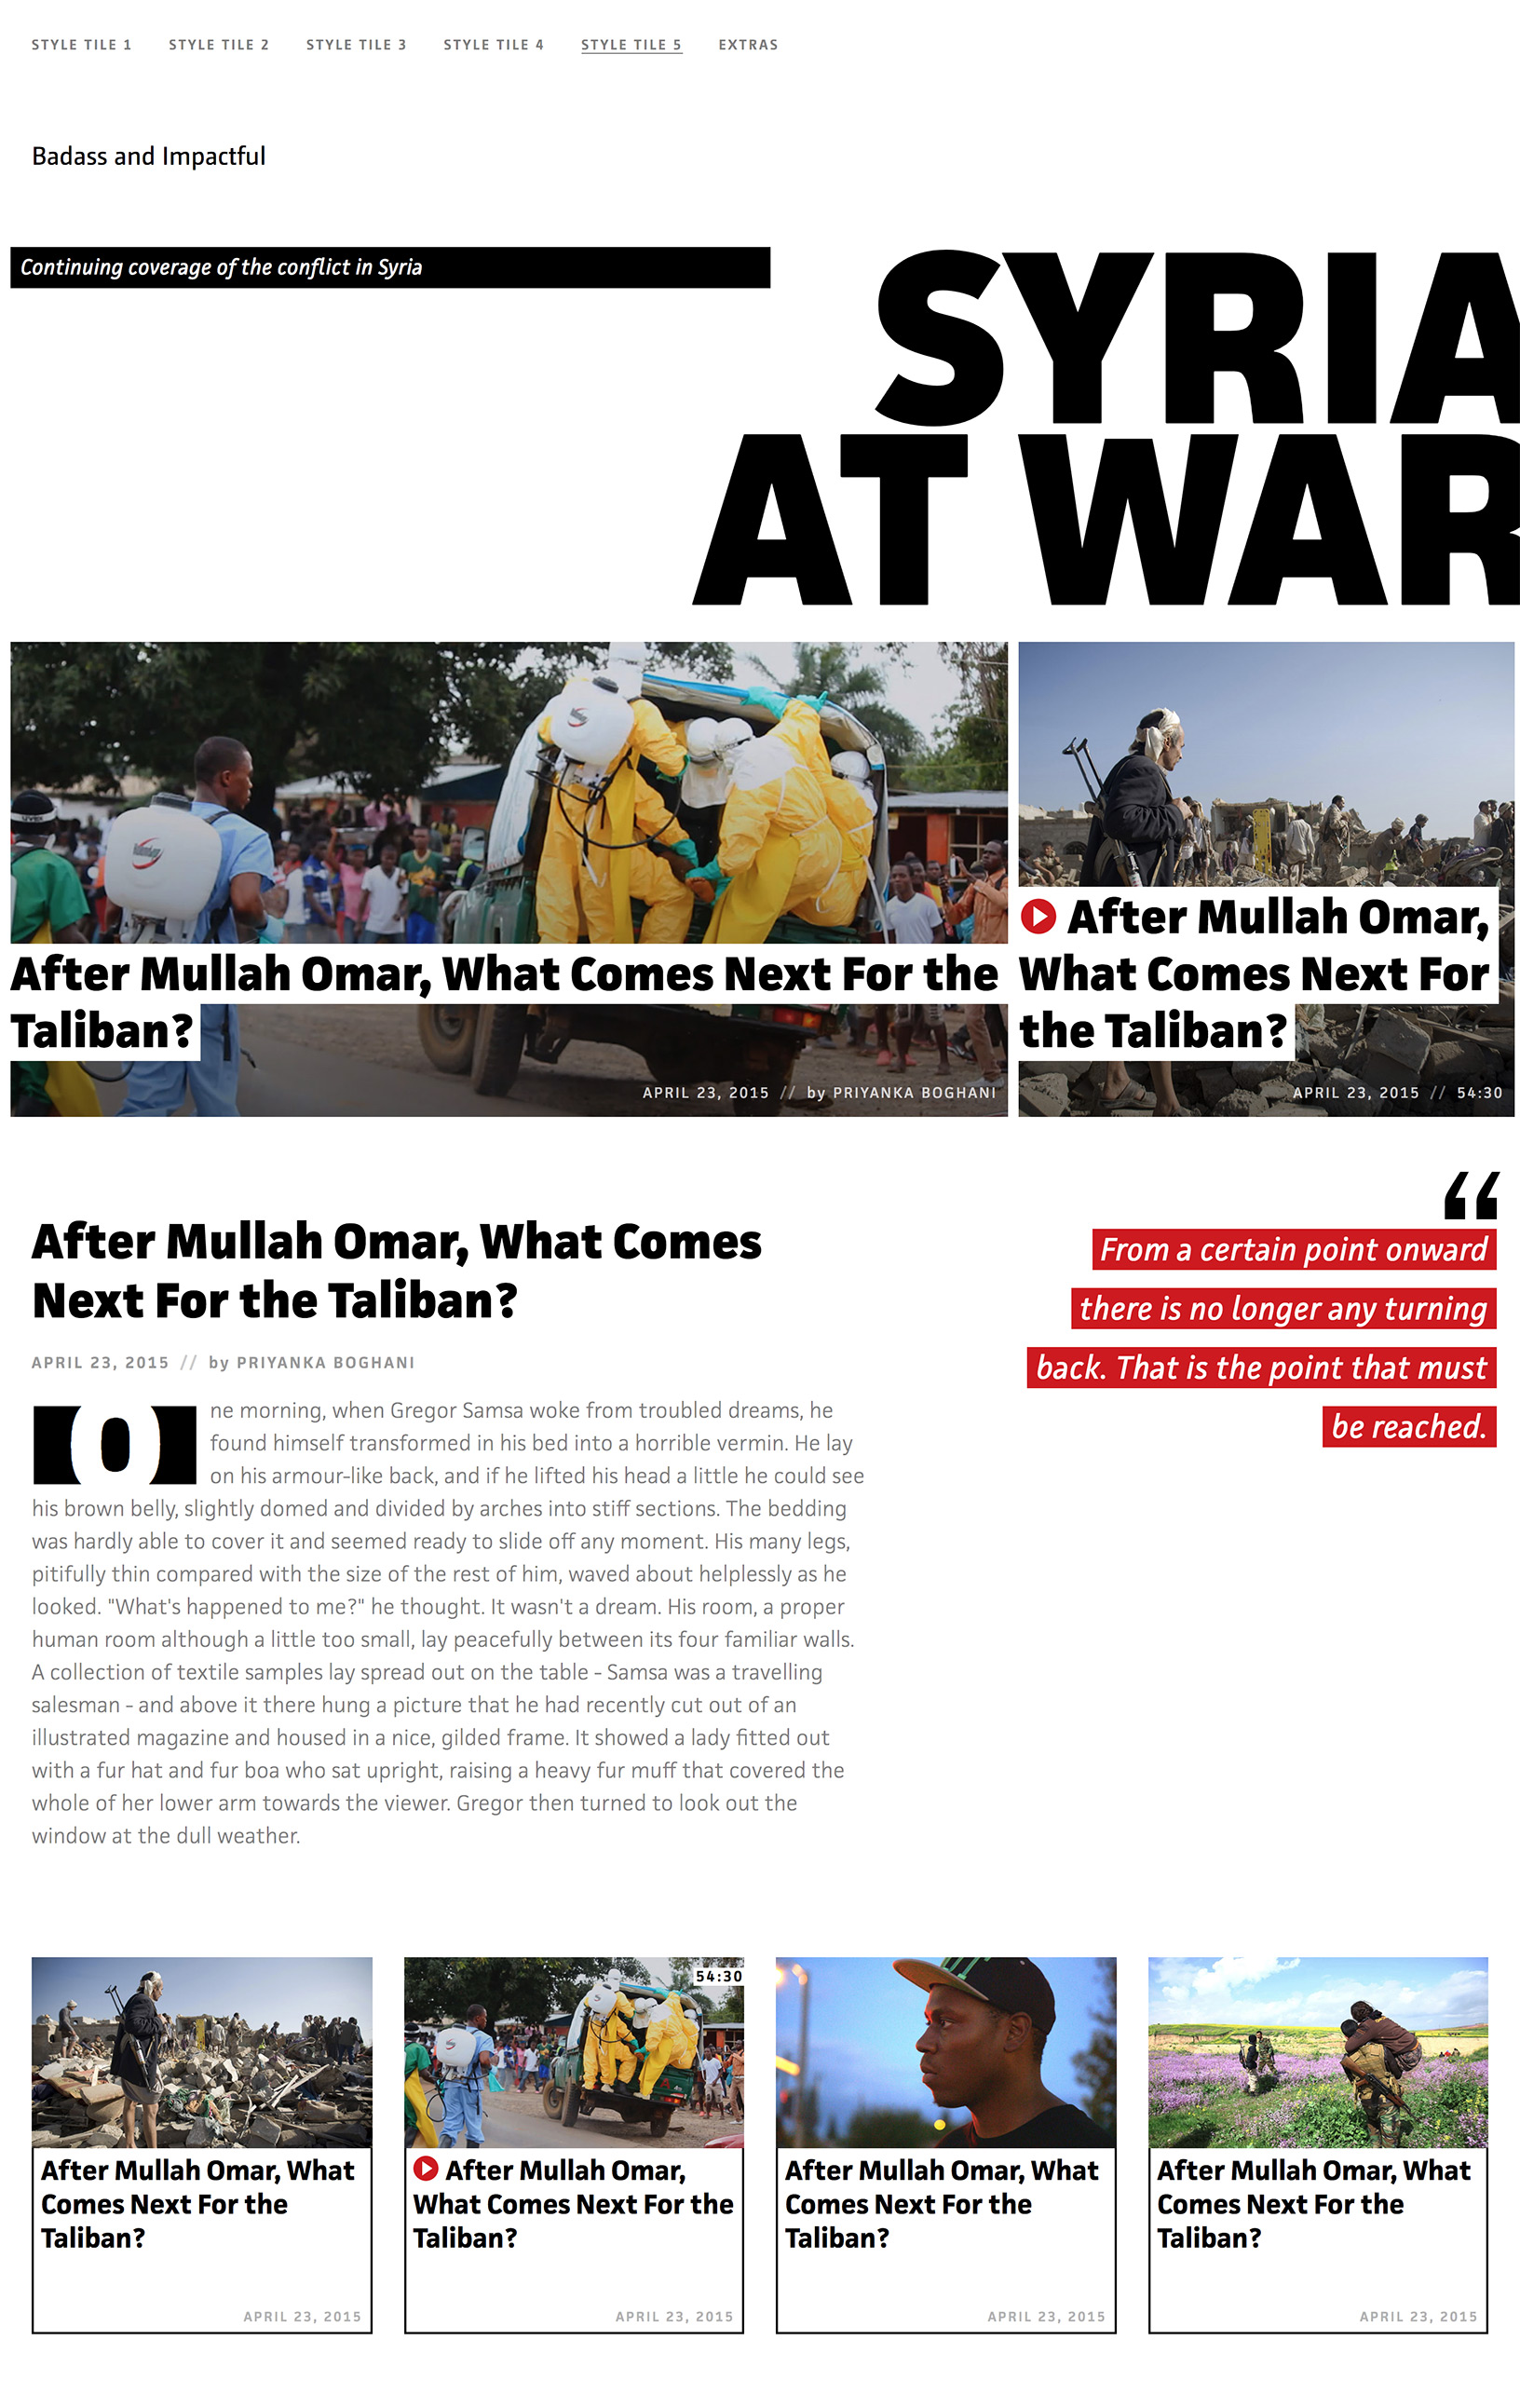 STYLE TILE 1 STYLE TILE 2 STYLE TILE 3 STYLE TILE 4 STYLE TILE 5 EXTRAS
Badass and Impactful
Continuing coverage of the conflict in Syria
SYRIA
AT WAR
After Mullah Omar, What Comes Next For the
Taliban?
APRIL 23, 2015 // by PRIYANKA BOGHANI
After Mullah Omar,
What Comes Next For
the Taliban?
APRIL 23, 2015 // 54:30
After Mullah Omar, What Comes
Next For the Taliban?
APRIL 23, 2015 // by PRIYANKA BOGHANI
One morning, when Gregor Samsa woke from troubled dreams, he
found himself transformed in his bed into a horrible vermin. He lay
on his armour-like back, and if he lifted his head a little he could see
his brown belly, slightly domed and divided by arches into stiff sections. The bedding
was hardly able to cover it and seemed ready to slide off any moment. His many legs,
pitifully thin compared with the size of the rest of him, waved about helplessly as he
looked. "What's happened to me?" he thought. It wasn't a dream. His room, a proper
human room although a little too small, lay peacefully between its four familiar walls.
A collection of textile samples lay spread out on the table - Samsa was a travelling
salesman - and above it there hung a picture that he had recently cut out of an
illustrated magazine and housed in a nice, gilded frame. It showed a lady fitted out
with a fur hat and fur boa who sat upright, raising a heavy fur muff that covered the
whole of her lower arm towards the viewer. Gregor then turned to look out the
window at the dull weather.
“
From a certain point onward
there is no longer any turning
back. That is the point that must
be reached.
After Mullah Omar, What
Comes Next For the
Taliban?
APRIL 23, 2015
54:30
After Mullah Omar,
What Comes Next For the
Taliban?
APRIL 23, 2015
After Mullah Omar, What
Comes Next For the
Taliban?
APRIL 23, 2015
After Mullah Omar, What
Comes Next For the
Taliban?
APRIL 23, 2015